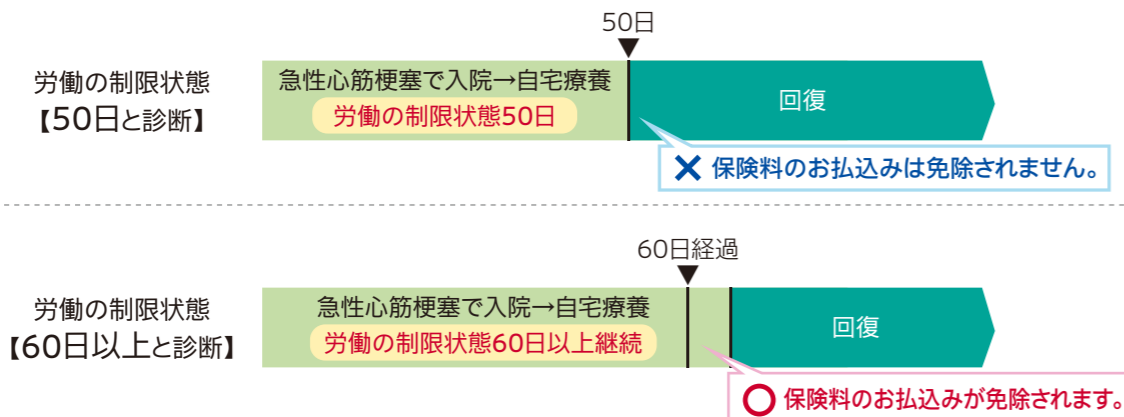 50日
労働の制限状態
【50日と診断】
急性心筋梗塞で入院→自宅療養
労働の制限状態50日
回復
× 保険料のお払込みは免除されません。
60日経過
労働の制限状態
【60日以上と診断】
急性心筋梗塞で入院→自宅療養
労働の制限状態60日以上継続
回復
○ 保険料のお払込みが免除されます。